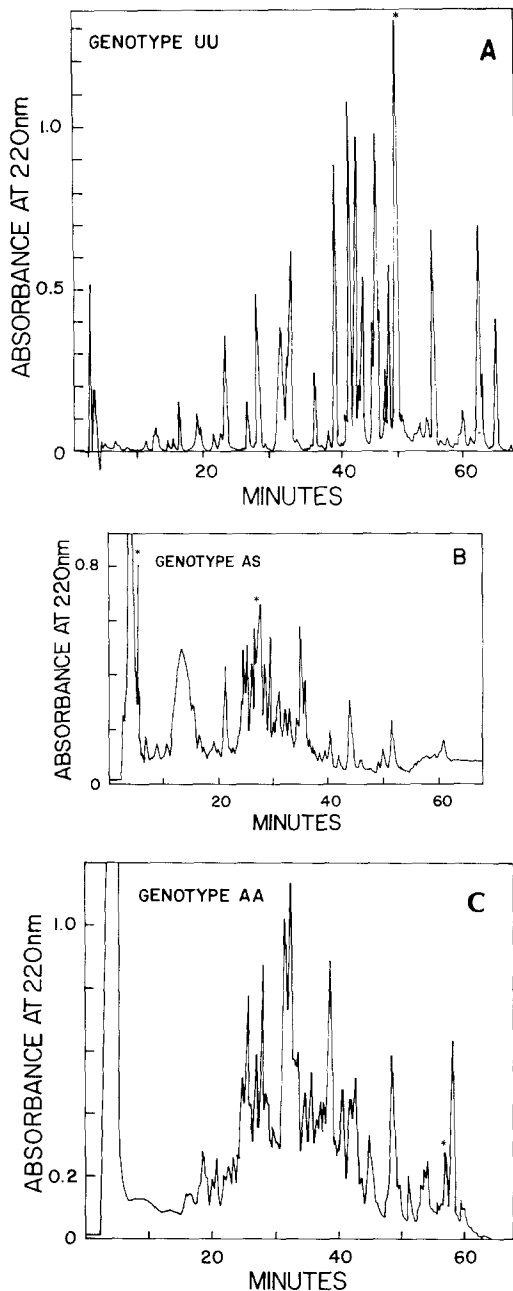 GENOTYPE UU
*
A
ABSORBANCE AT 220nm
1.0
0.5
0
20
40
60
MINUTES
*
GENOTYPE AS
*
B
ABSORBANCE AT 220nm
0.8
0
20
40
60
MINUTES
GENOTYPE AA
C
ABSORBANCE AT 220nm
1.0
0.2
0
*
20
40
60
MINUTES